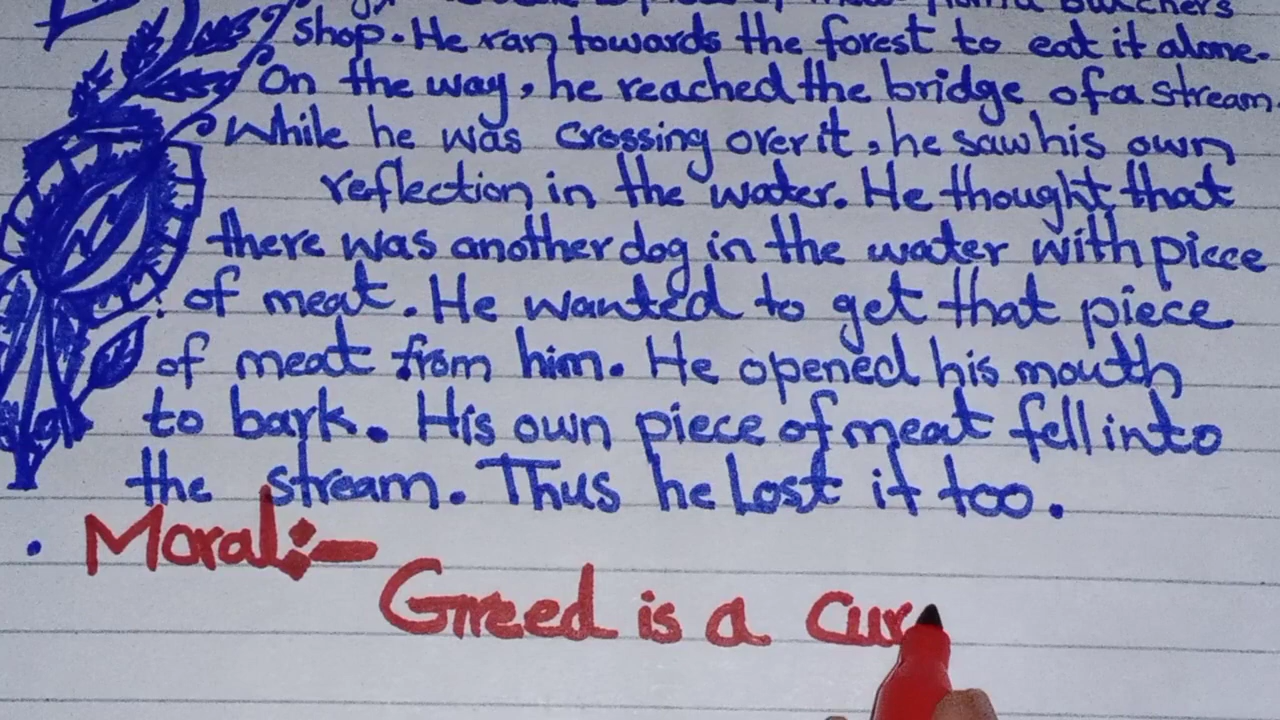 shop. He ran towards the forest to eat it alone.
On the way, he reached the bridge of a stream.
While he was crossing over it, he saw his own
reflection in the water. He thought that
there was another dog in the water with piece
of meat. He wanted to get that piece
of meat from him. He opened his mouth
to bark. His own piece of meat fell into
the stream. Thus he lost it too.
Moral:-
Greed is a Cur